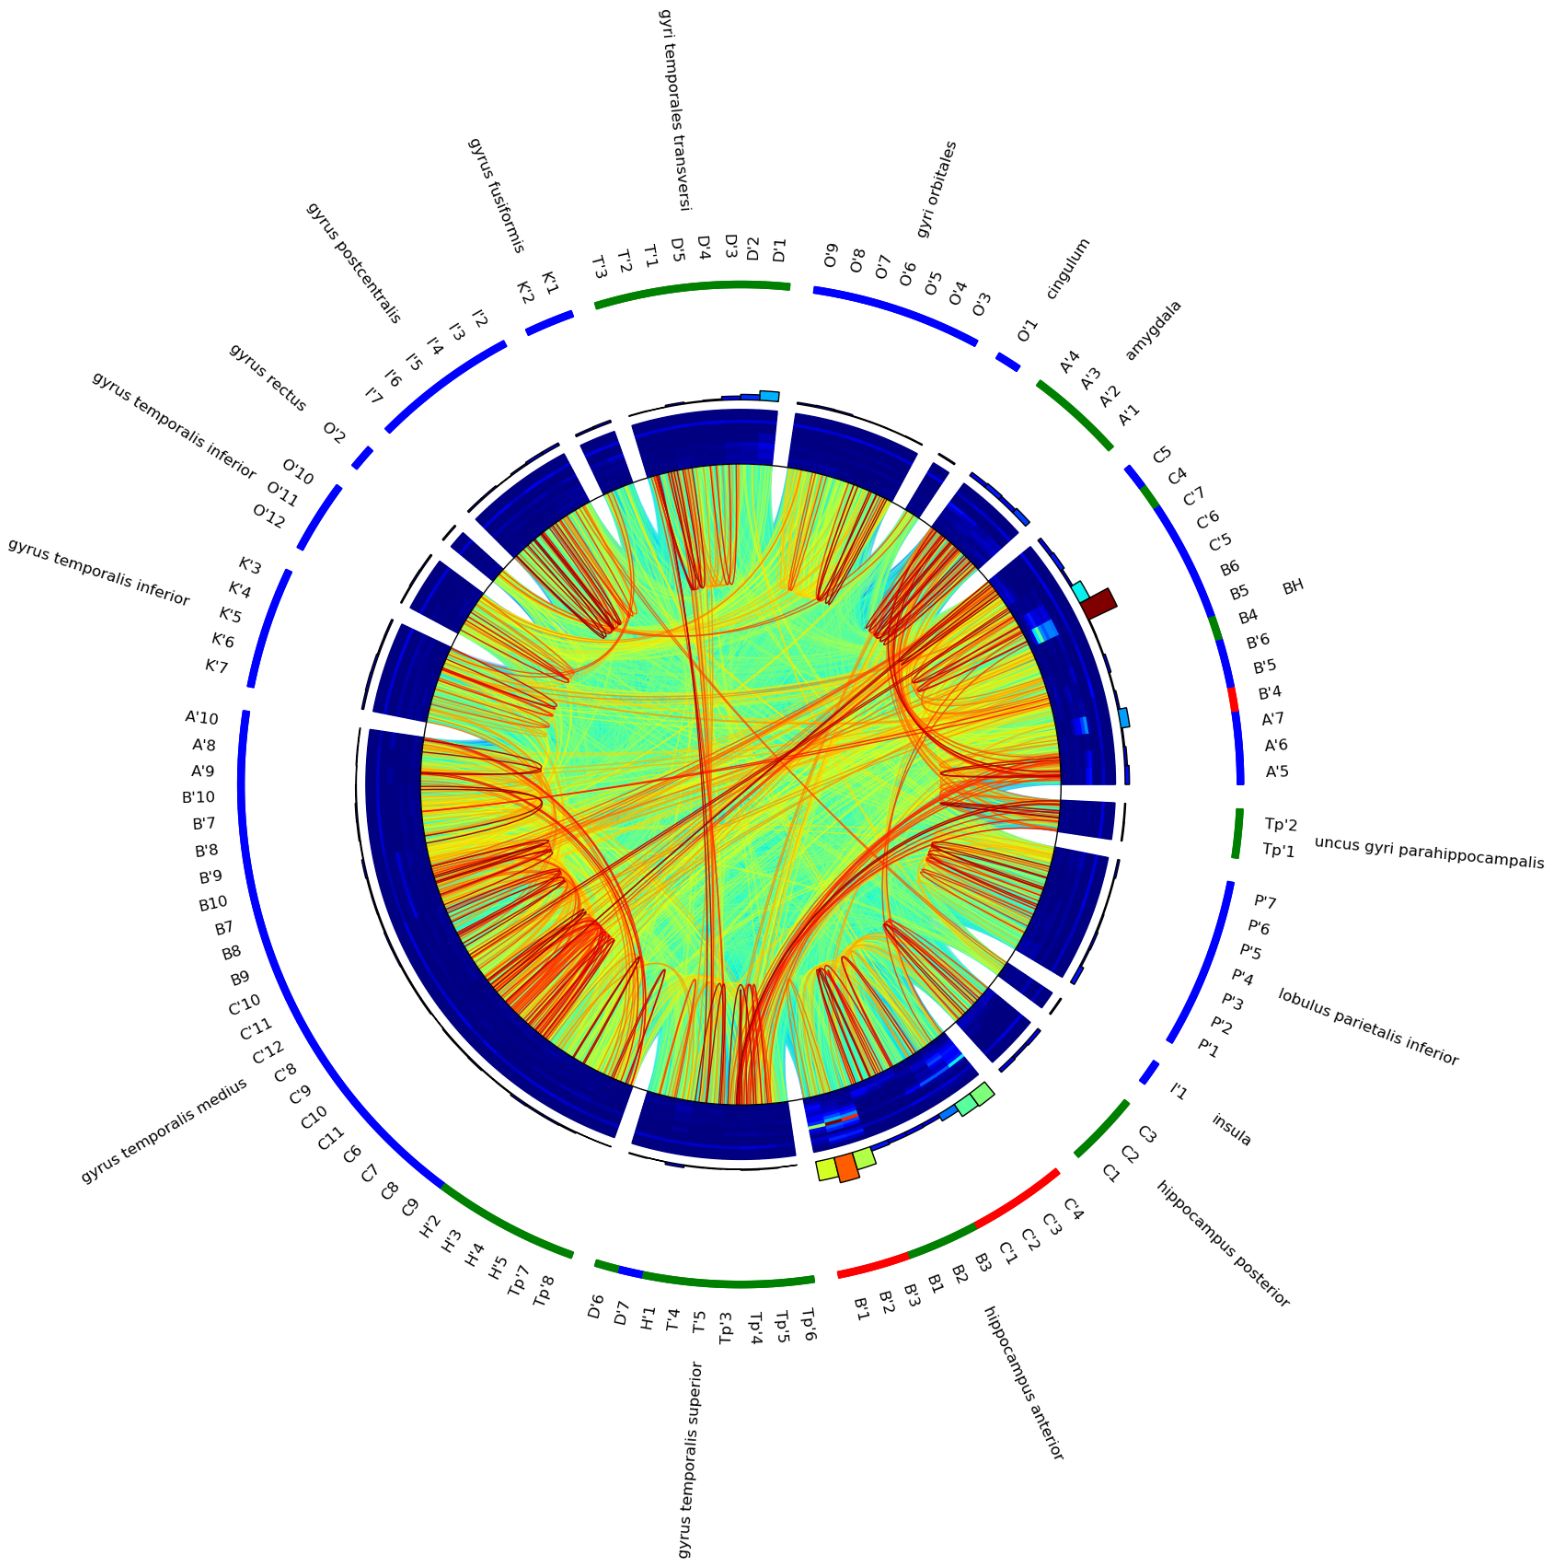 gyri temporales transversi
T'3
T'2
T'1
D'5
D'4
D'3
D'2
D'1
gyri orbitales
O'9
O'8
O'7
O'6
O'5
O'4
O'3
cingulum
O'1
amygdala
A'4
A'3
A'2
A'1
BH
C5
C4
C'7
C'6
C'5
B6
B5
B4
B'6
B'5
B'4
A'7
A'6
A'5
uncus gyri parahippocampalis
Tp'2
Tp'1
lobulus parietalis inferior
P'7
P'6
P'5
P'4
P'3
P'2
P'1
insula
I'1
hippocampus posterior
C3
C2
C1
hippocampus anterior
C'4
C'3
C'2
C'1
B3
B2
B1
B'3
B'2
B'1
gyrus temporalis superior
Tp'6
Tp'5
Tp'4
Tp'3
T'5
T'4
H'1
D'7
D'6
gyrus temporalis medius
Tp'8
Tp'7
H'5
H'4
H'3
H'2
C9
C8
C7
C6
C11
C10
C'9
C'8
C'12
C'11
C'10
B9
B8
B7
B10
B'9
B'8
B'7
B'10
A'9
A'8
A'10
gyrus temporalis inferior
K'7
K'6
K'5
K'4
K'3
gyrus temporalis inferior
O'12
O'11
O'10
gyrus rectus
O'2
gyrus postcentralis
I'7
I'6
I'5
I'4
I'3
I'2
gyrus fusiformis
K'2
K'1